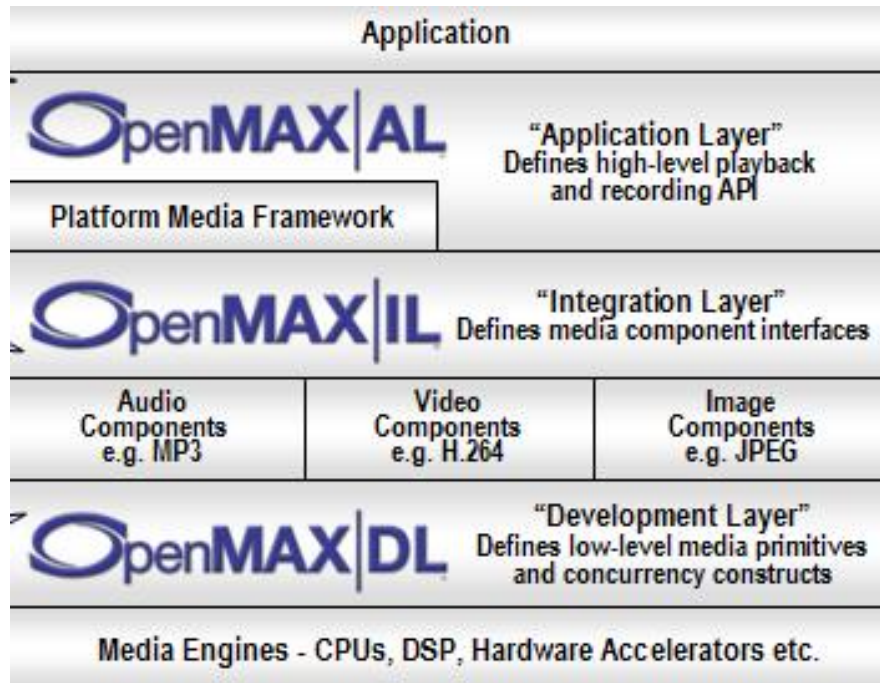 Application
OpenMAX|AL
“Application Layer”
Defines high-level playback
and recording API
Platform Media Framework
OpenMAX|IL
“Integration Layer”
Defines media component interfaces
Audio
Components
e.g. MP3
Video
Components
e.g. H.264
Image
Components
e.g. JPEG
OpenMAX|DL
“Development Layer”
Defines low-level media primitives
and concurrency constructs
Media Engines - CPUs, DSP, Hardware Accelerators etc.